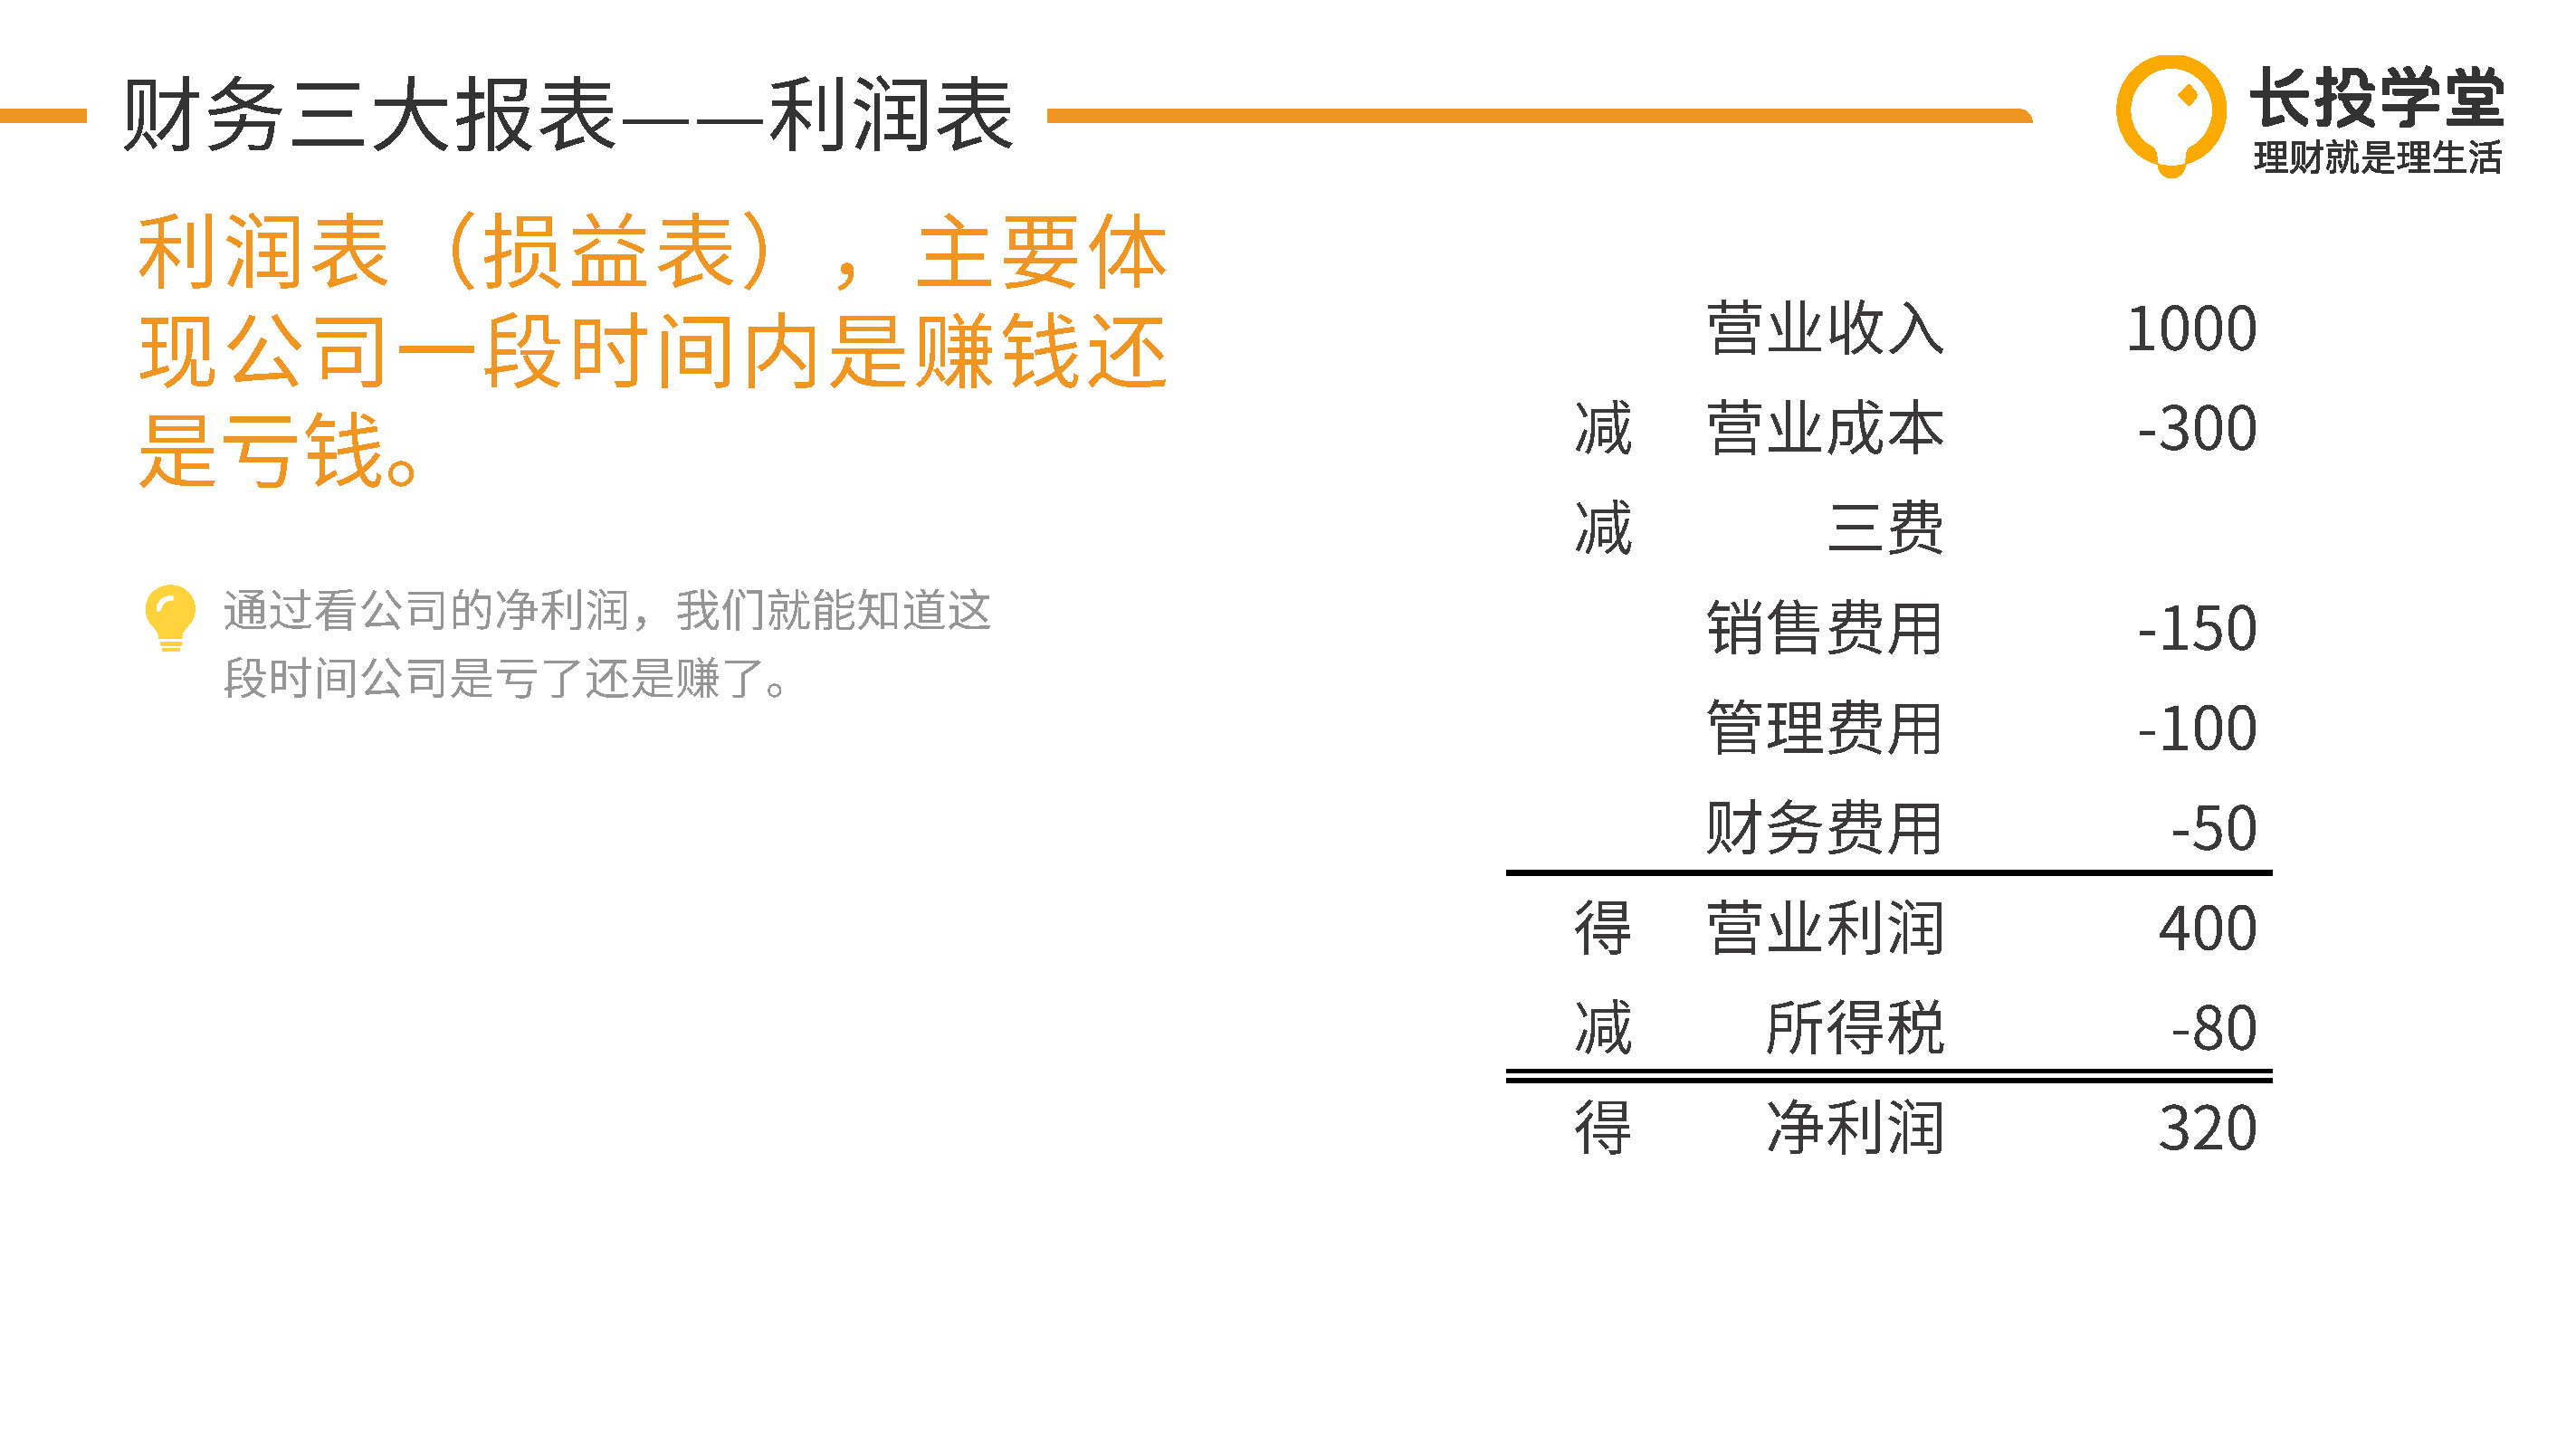 财务三大报表——利润表
长投学堂
理财就是理生活
利润表（损益表），主要体
现公司一段时间内是赚钱还
是亏钱。
通过看公司的净利润，我们就能知道这
段时间公司是亏了还是赚了。
营业收入 1000
减 营业成本 -300
减 三费
销售费用 -150
管理费用 -100
财务费用 -50
得 营业利润 400
减 所得税 -80
得 净利润 320